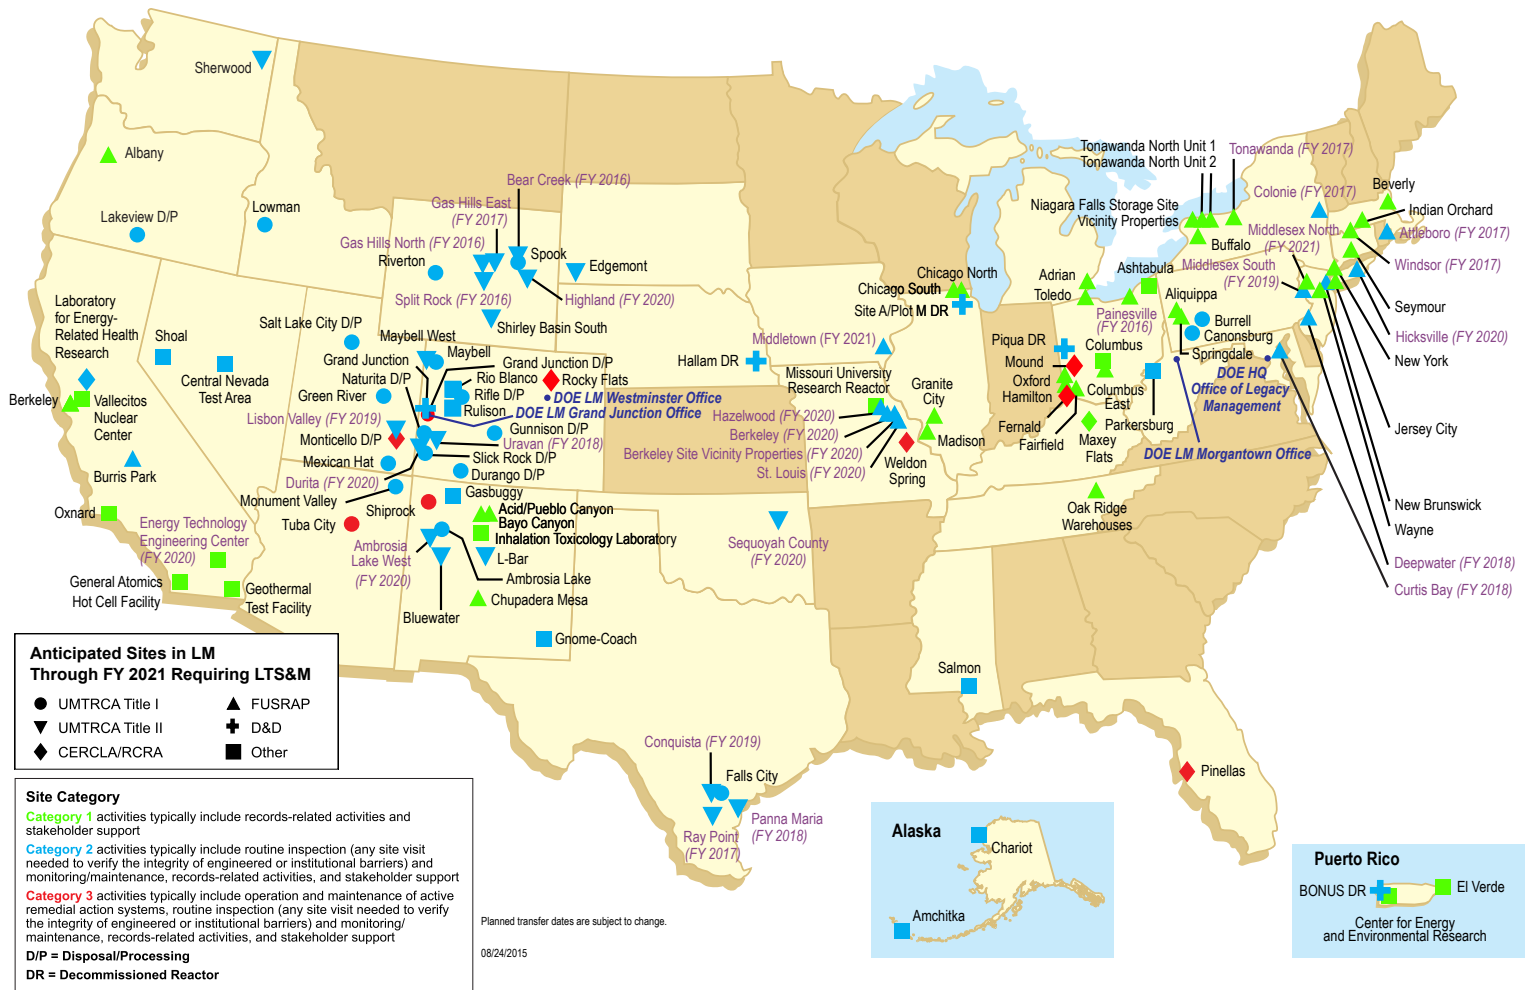 Sherwood
Albany
Lakeview D/P
Lowman
Bear Creek (FY 2016)
Gas Hills East
(FY 2017)
Gas Hills North (FY 2016)
Riverton
Spook
Edgemont
Split Rock (FY 2016)
Highland (FY 2020)
Shirley Basin South
Laboratory
for Energy-
Related Health
Research
Shoal
Central Nevada
Test Area
Berkeley
Vallecitos
Nuclear
Center
Burris Park
Oxnard
Energy Technology
Engineering Center
(FY 2020)
General Atomics
Hot Cell Facility
Geothermal
Test Facility
Salt Lake City D/P
Maybell West
Maybell
Grand Junction
Grand Junction D/P
Naturita D/P
Rio Blanco
Rocky Flats
Green River
Rifle D/P
DOE LM Westminster Office
Rulison
DOE LM Grand Junction Office
Lisbon Valley (FY 2019)
Gunnison D/P
Monticello D/P
Uravan (FY 2018)
Mexican Hat
Slick Rock D/P
Durita (FY 2020)
Durango D/P
Monument Valley
Gasbuggy
Shiprock
Tuba City
Acid/Pueblo Canyon
Bayo Canyon
Inhalation Toxicology Laboratory
Ambrosia
Lake West
(FY 2020)
L-Bar
Ambrosia Lake
Chupadera Mesa
Bluewater
Gnome-Coach
Hallam DR
Sequoyah County
(FY 2020)
Conquista (FY 2019)
Falls City
Panna Maria
(FY 2018)
Ray Point
(FY 2017)
Chicago North
Chicago South
Site A/Plot M DR
Middletown (FY 2021)
Missouri University
Research Reactor
Granite
City
Hazelwood (FY 2020)
Berkeley (FY 2020)
Madison
Berkeley Site Vicinity Properties (FY 2020)
St. Louis (FY 2020)
Weldon
Spring
Salmon
Pinellas
Oak Ridge
Warehouses
Tonawanda North Unit 1
Tonawanda North Unit 2
Tonawanda (FY 2017)
Niagara Falls Storage Site
Vicinity Properties
Buffalo
Colonie (FY 2017)
Beverly
Indian Orchard
Attleboro (FY 2017)
Middlesex North
(FY 2021)
Windsor (FY 2017)
Middlesex South
(FY 2019)
Seymour
Hicksville (FY 2020)
New York
Jersey City
New Brunswick
Wayne
Deepwater (FY 2018)
Curtis Bay (FY 2018)
Adrian
Toledo
Ashtabula
Painesville
(FY 2016)
Aliquippa
Burrell
Canonsburg
Springdale
Piqua DR
Mound
Oxford
Hamilton
Columbus
Columbus
East
Fernald
Fairfield
Maxey
Flats
Parkersburg
DOE HQ
Office of Legacy
Management
DOE LM Morgantown Office
Anticipated Sites in LM
Through FY 2021 Requiring LTS&M
UMTRCA Title I
FUSRAP
UMTRCA Title II
D&D
CERCLA/RCRA
Other
Site Category
Category 1 activities typically include records-related activities and
stakeholder support
Category 2 activities typically include routine inspection (any site visit
needed to verify the integrity of engineered or institutional barriers) and
monitoring/maintenance, records-related activities, and stakeholder support
Category 3 activities typically include operation and maintenance of active
remedial action systems, routine inspection (any site visit needed to verify
the integrity of engineered or institutional barriers) and monitoring/
maintenance, records-related activities, and stakeholder support
D/P = Disposal/Processing
DR = Decommissioned Reactor
Planned transfer dates are subject to change.
08/24/2015
Alaska
Chariot
Amchitka
Puerto Rico
BONUS DR
El Verde
Center for Energy
and Environmental Research